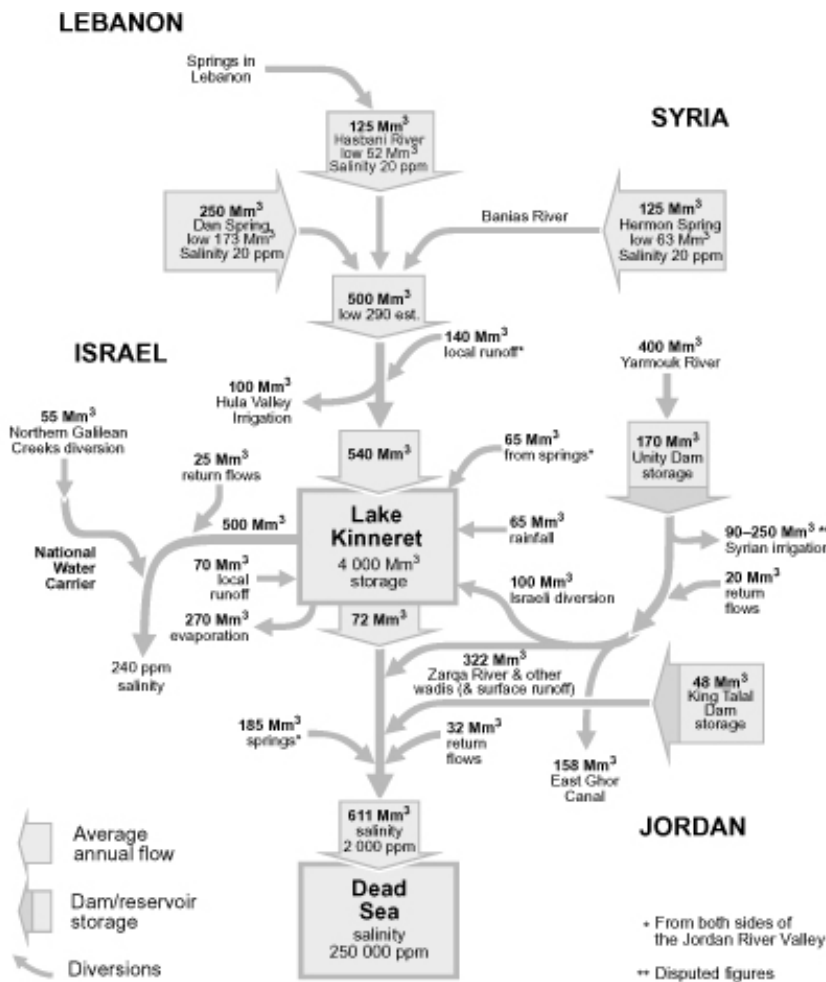 LEBANON
Springs in
Lebanon
125 Mm³
Hasbani River
low 52 Mm³
Salinity 20 ppm
SYRIA
250 Mm³
Dan Spring
low 173 Mm³
Salinity 20 ppm
Banias River
125 Mm³
Hermon Spring
low 63 Mm³
Salinity 20 ppm
500 Mm³
low 290 est.
ISRAEL
140 Mm³
local runoff*
400 Mm³
Yarmouk River
100 Mm³
Hula Valley
Irrigation
55 Mm³
Northern Galilean
Creeks diversion
25 Mm³
return flows
540 Mm³
65 Mm³
from springs*
170 Mm³
Unity Dam
storage
500 Mm³
Lake
Kinneret
4 000 Mm³
storage
65 Mm³
rainfall
90–250 Mm³ **
Syrian irrigation
National
Water
Carrier
70 Mm³
local
runoff
100 Mm³
Israeli diversion
20 Mm³
return
flows
270 Mm³
evaporation
72 Mm³
240 ppm
salinity
322 Mm³
Zarqa River & other
wadis (& surface runoff)
48 Mm³
King Talal
Dam
storage
185 Mm³
springs*
32 Mm³
return
flows
158 Mm³
East Ghor
Canal
611 Mm³
salinity
2 000 ppm
JORDAN
Dead
Sea
salinity
250 000 ppm
Average
annual flow
Dam/reservoir
storage
Diversions
* From both sides of
the Jordan River Valley
** Disputed figures